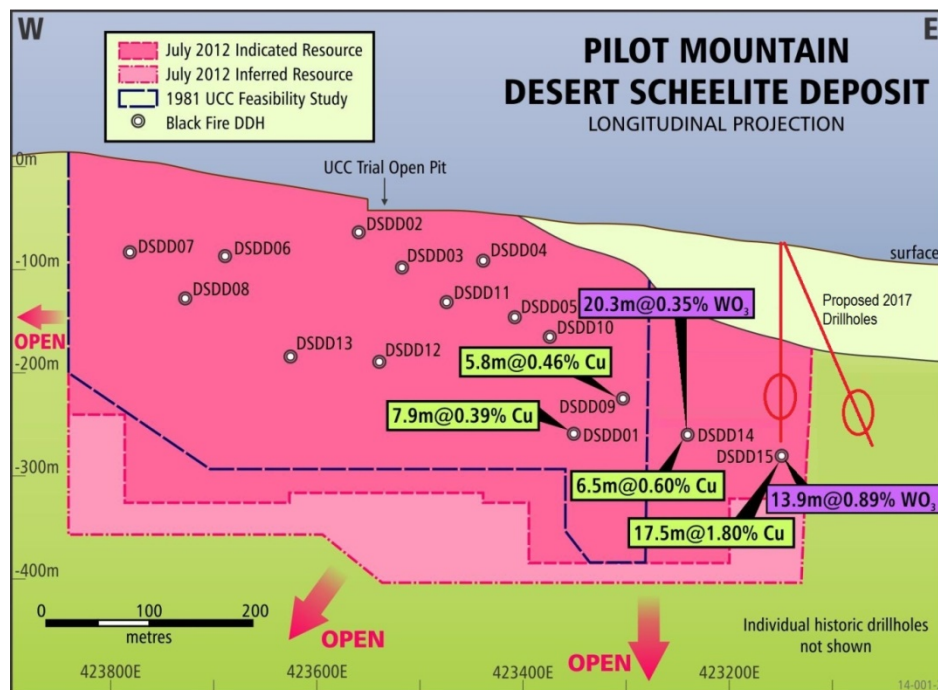 W
E
July 2012 Indicated Resource
July 2012 Inferred Resource
1981 UCC Feasibility Study
Black Fire DDH
PILOT MOUNTAIN
DESERT SCHEELITE DEPOSIT
LONGITUDINAL PROJECTION
0m
UCC Trial Open Pit
DSDD02
DSDD07
DSDD06
DSDD03
DSDD04
surface
-100m
DSDD08
DSDD11
DSDD05
20.3m@0.35% WO₃
Proposed 2017
Drillholes
OPEN
DSDD10
DSDD13
DSDD12
5.8m@0.46% Cu
-200m
DSDD09
7.9m@0.39% Cu
DSDD01
DSDD14
DSDD15
-300m
6.5m@0.60% Cu
13.9m@0.89% WO₃
17.5m@1.80% Cu
-400m
0 100 200
metres
OPEN
OPEN
Individual historic drillholes
not shown
423800E
423600E
423400E
423200E